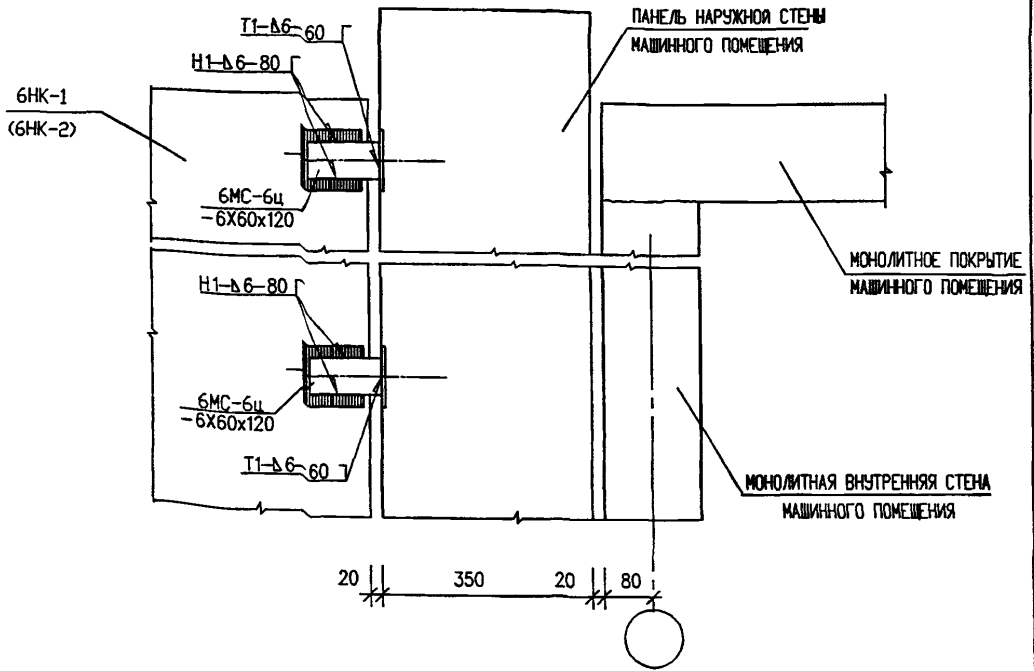 Т1-Δ6-60
Н1-Δ6-80
6НК-1
(6НК-2)
6МС-6ц
-6X60x120
ПАНЕЛЬ НАРУЖНОЙ СТЕНЫ
МАШИННОГО ПОМЕЩЕНИЯ
МОНОЛИТНОЕ ПОКРЫТИЕ
МАШИННОГО ПОМЕЩЕНИЯ
Н1-Δ6-80
6МС-6ц
-6X60x120
Т1-Δ6-60
МОНОЛИТНАЯ ВНУТРЕННЯЯ СТЕНА
МАШИННОГО ПОМЕЩЕНИЯ
20 350 20 80